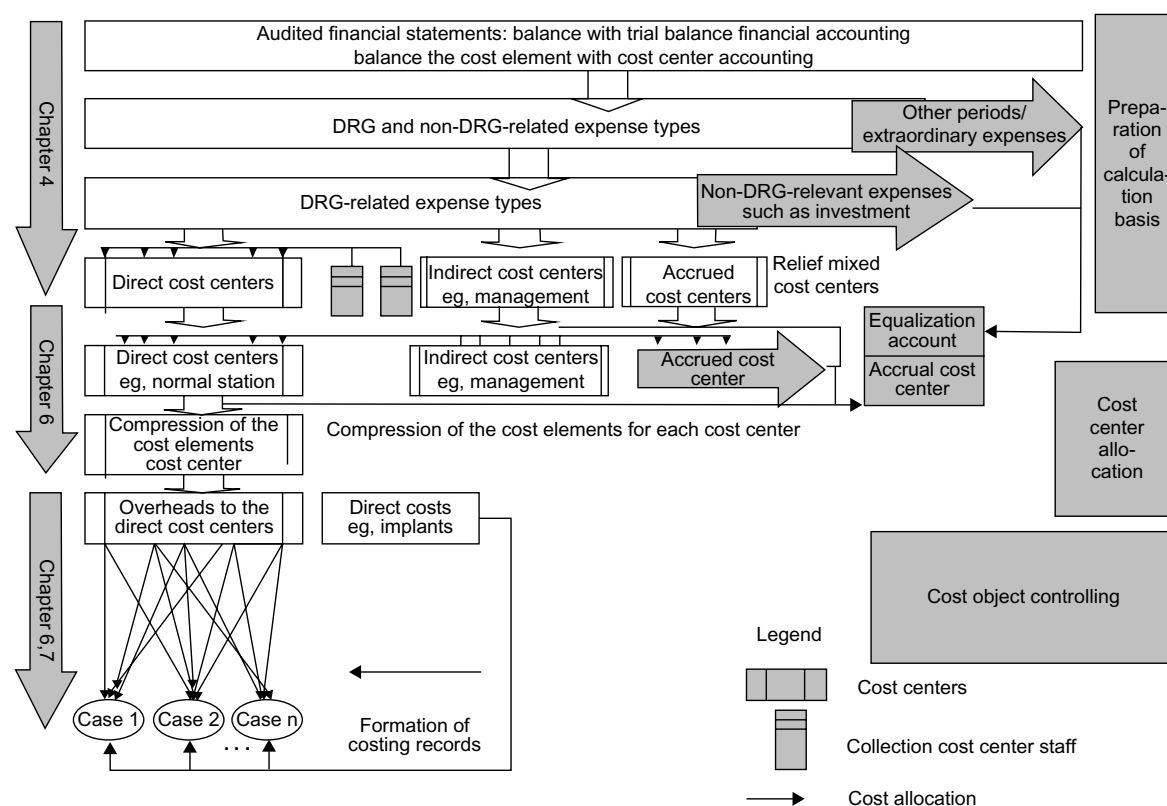 Audited financial statements: balance with trial balance financial accounting
balance the cost element with cost center accounting
Chapter 4
DRG and non-DRG-related expense types
Other periods/
extraordinary expenses
Prepa-
ration
of
calcula-
tion
basis
DRG-related expense types
Non-DRG-relevant expenses
such as investment
Direct cost centers
Indirect cost centers
eg, management
Accrued
cost centers
Relief mixed
cost centers
Equalization
account
Accrual cost
center
Chapter 6
Direct cost centers
eg, normal station
Indirect cost centers
eg, management
Accrued cost
center
Compression of the
cost elements
cost center
Compression of the cost elements for each cost center
Cost
center
allo-
cation
Chapter 6,7
Overheads to the
direct cost centers
Direct costs
eg, implants
Cost object controlling
Case 1
Case 2
Case n
. . .
Formation of
costing records
Legend
Cost centers
Collection cost center staff
Cost allocation